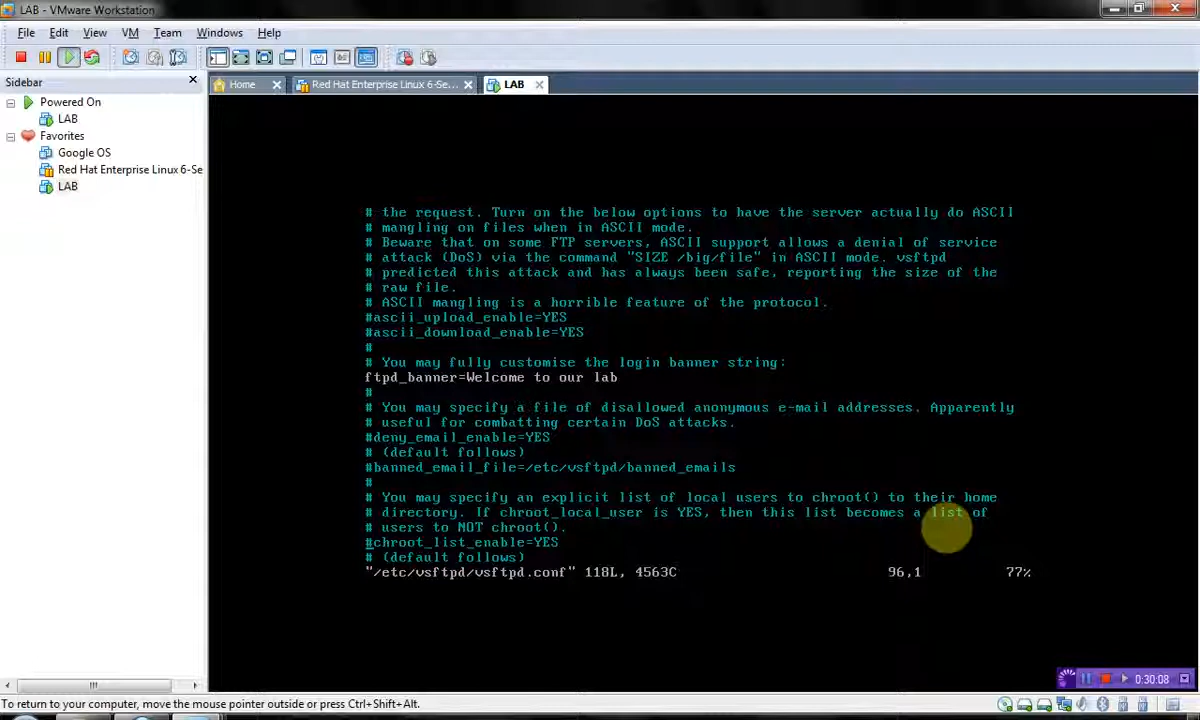 LAB - VMware Workstation
File Edit View VM Team Windows Help
Sidebar
Home Red Hat Enterprise Linux 6-Se... LAB
Powered On
LAB
Favorites
Google OS
Red Hat Enterprise Linux 6-Se
LAB
# the request. Turn on the below options to have the server actually do ASCII
# mangling on files when in ASCII mode.
# Beware that on some FTP servers, ASCII support allows a denial of service
# attack (DoS) via the command "SIZE /big/file" in ASCII mode. vsftpd
# predicted this attack and has always been safe, reporting the size of the
# raw file.
# ASCII mangling is a horrible feature of the protocol.
#ascii_upload_enable=YES
#ascii_download_enable=YES
#
# You may fully customise the login banner string:
ftpd_banner=Welcome to our lab
#
# You may specify a file of disallowed anonymous e-mail addresses. Apparently
# useful for combatting certain DoS attacks.
#deny_email_enable=YES
# (default follows)
#banned_email_file=/etc/vsftpd/banned_emails
#
# You may specify an explicit list of local users to chroot() to their home
# directory. If chroot_local_user is YES, then this list becomes a list of
# users to NOT chroot().
#chroot_list_enable=YES
# (default follows)
"/etc/vsftpd/vsftpd.conf" 118L, 4563C 96,1 77%
0:30:08
To return to your computer, move the mouse pointer outside or press Ctrl+Shift+Alt.